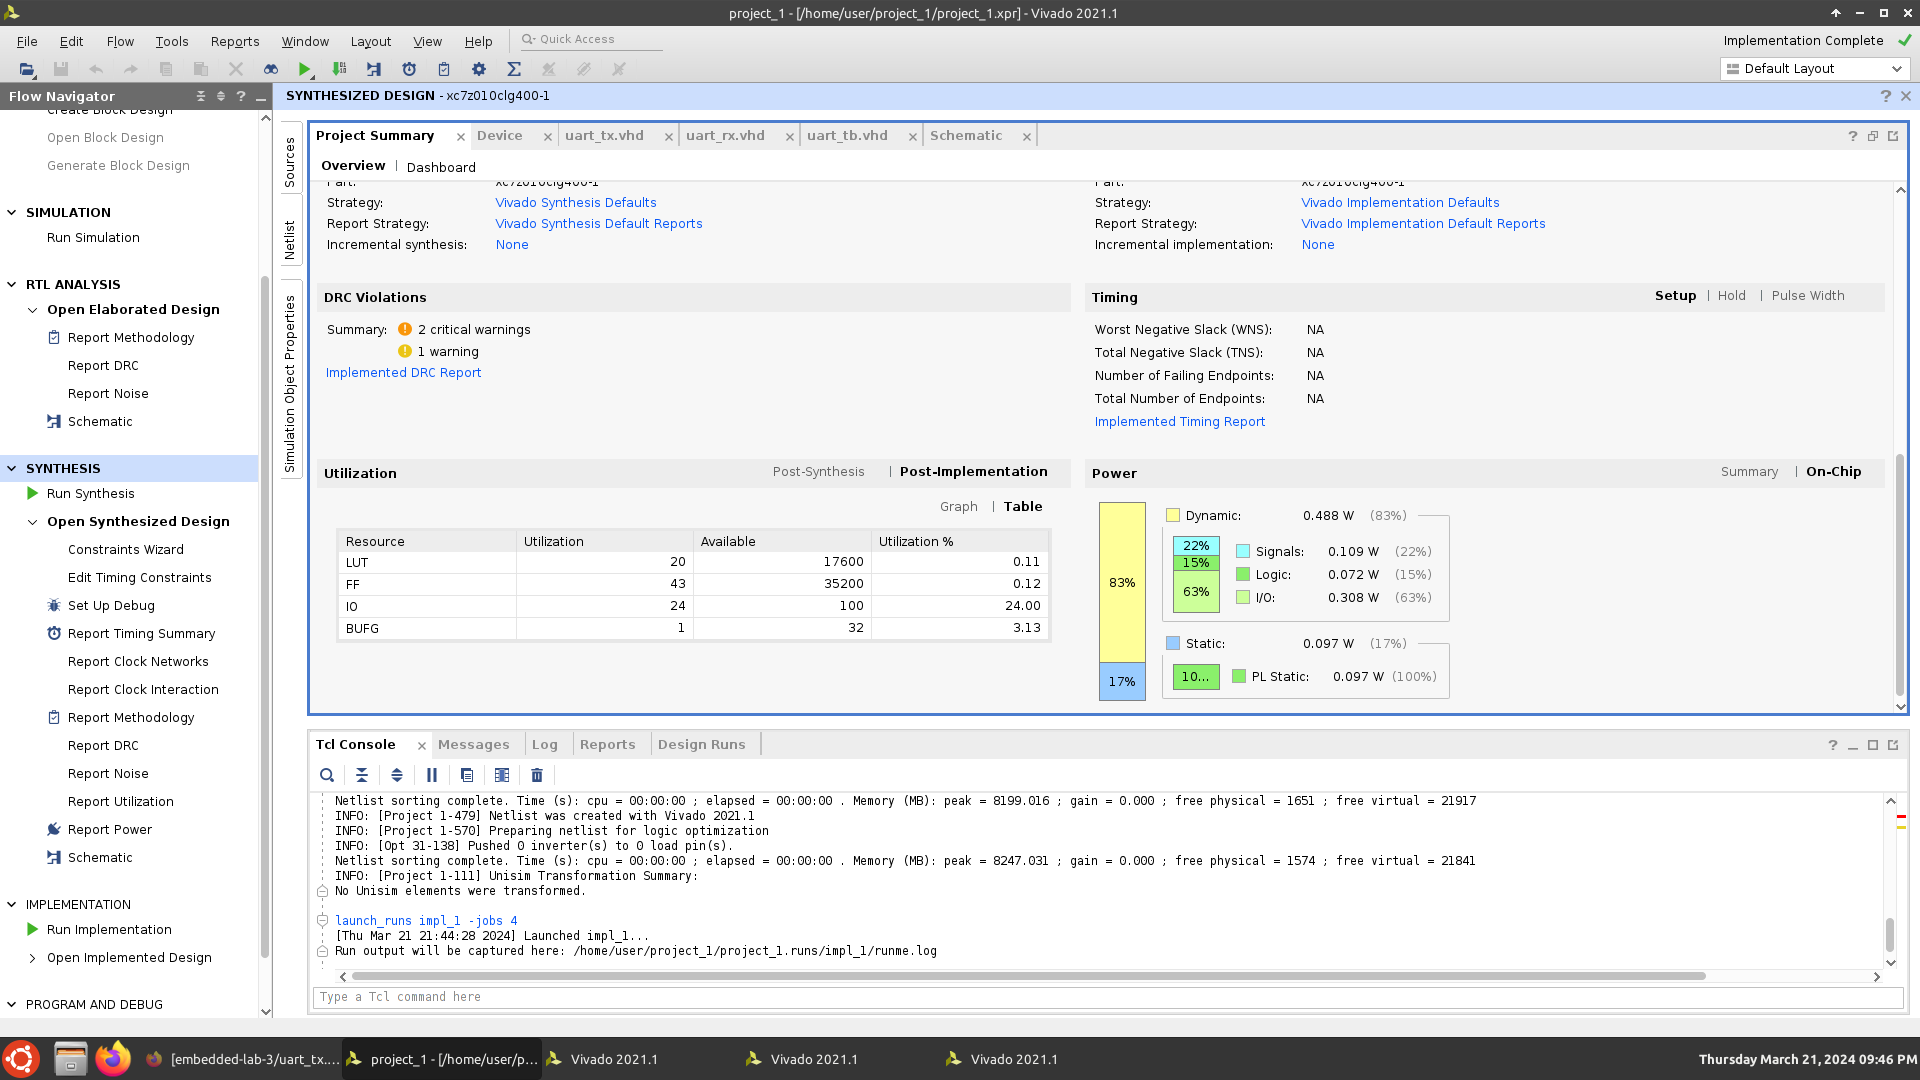 project_1 - [/home/user/project_1/project_1.xpr] - Vivado 2021.1
File Edit Flow Tools Reports Window Layout View Help Quick Access
Implementation Complete
Default Layout
Flow Navigator
SYNTHESIZED DESIGN - xc7z010clg400-1
Create Block Design
Open Block Design
Generate Block Design
SIMULATION
Run Simulation
RTL ANALYSIS
Open Elaborated Design
Report Methodology
Report DRC
Report Noise
Schematic
SYNTHESIS
Run Synthesis
Open Synthesized Design
Constraints Wizard
Edit Timing Constraints
Set Up Debug
Report Timing Summary
Report Clock Networks
Report Clock Interaction
Report Methodology
Report DRC
Report Noise
Report Utilization
Report Power
Schematic
IMPLEMENTATION
Run Implementation
Open Implemented Design
PROGRAM AND DEBUG
Sources
Netlist
Simulation Object Properties
Project Summary Device uart_tx.vhd uart_rx.vhd uart_tb.vhd Schematic
Overview | Dashboard
Part: xc7z010clg400-1
Strategy: Vivado Synthesis Defaults
Report Strategy: Vivado Synthesis Default Reports
Incremental synthesis: None
Part: xc7z010clg400-1
Strategy: Vivado Implementation Defaults
Report Strategy: Vivado Implementation Default Reports
Incremental implementation: None
DRC Violations
Summary: 2 critical warnings
1 warning
Implemented DRC Report
Timing Setup | Hold | Pulse Width
Worst Negative Slack (WNS): NA
Total Negative Slack (TNS): NA
Number of Failing Endpoints: NA
Total Number of Endpoints: NA
Implemented Timing Report
Utilization Post-Synthesis | Post-Implementation
Graph | Table
Resource Utilization Available Utilization %
LUT 20 17600 0.11
FF 43 35200 0.12
IO 24 100 24.00
BUFG 1 32 3.13
Power Summary | On-Chip
83%
17%
Dynamic: 0.488 W (83%)
22% Signals: 0.109 W (22%)
15% Logic: 0.072 W (15%)
63% I/O: 0.308 W (63%)
Static: 0.097 W (17%)
10... PL Static: 0.097 W (100%)
Tcl Console Messages Log Reports Design Runs
Netlist sorting complete. Time (s): cpu = 00:00:00 ; elapsed = 00:00:00 . Memory (MB): peak = 8199.016 ; gain = 0.000 ; free physical = 1651 ; free virtual = 21917
INFO: [Project 1-479] Netlist was created with Vivado 2021.1
INFO: [Project 1-570] Preparing netlist for logic optimization
INFO: [Opt 31-138] Pushed 0 inverter(s) to 0 load pin(s).
Netlist sorting complete. Time (s): cpu = 00:00:00 ; elapsed = 00:00:00 . Memory (MB): peak = 8247.031 ; gain = 0.000 ; free physical = 1574 ; free virtual = 21841
INFO: [Project 1-111] Unisim Transformation Summary:
No Unisim elements were transformed.
launch_runs impl_1 -jobs 4
[Thu Mar 21 21:44:28 2024] Launched impl_1...
Run output will be captured here: /home/user/project_1/project_1.runs/impl_1/runme.log
Type a Tcl command here
[embedded-lab-3/uart_tx.... project_1 - [/home/user/p... Vivado 2021.1 Vivado 2021.1 Vivado 2021.1 Thursday March 21, 2024 09:46 PM